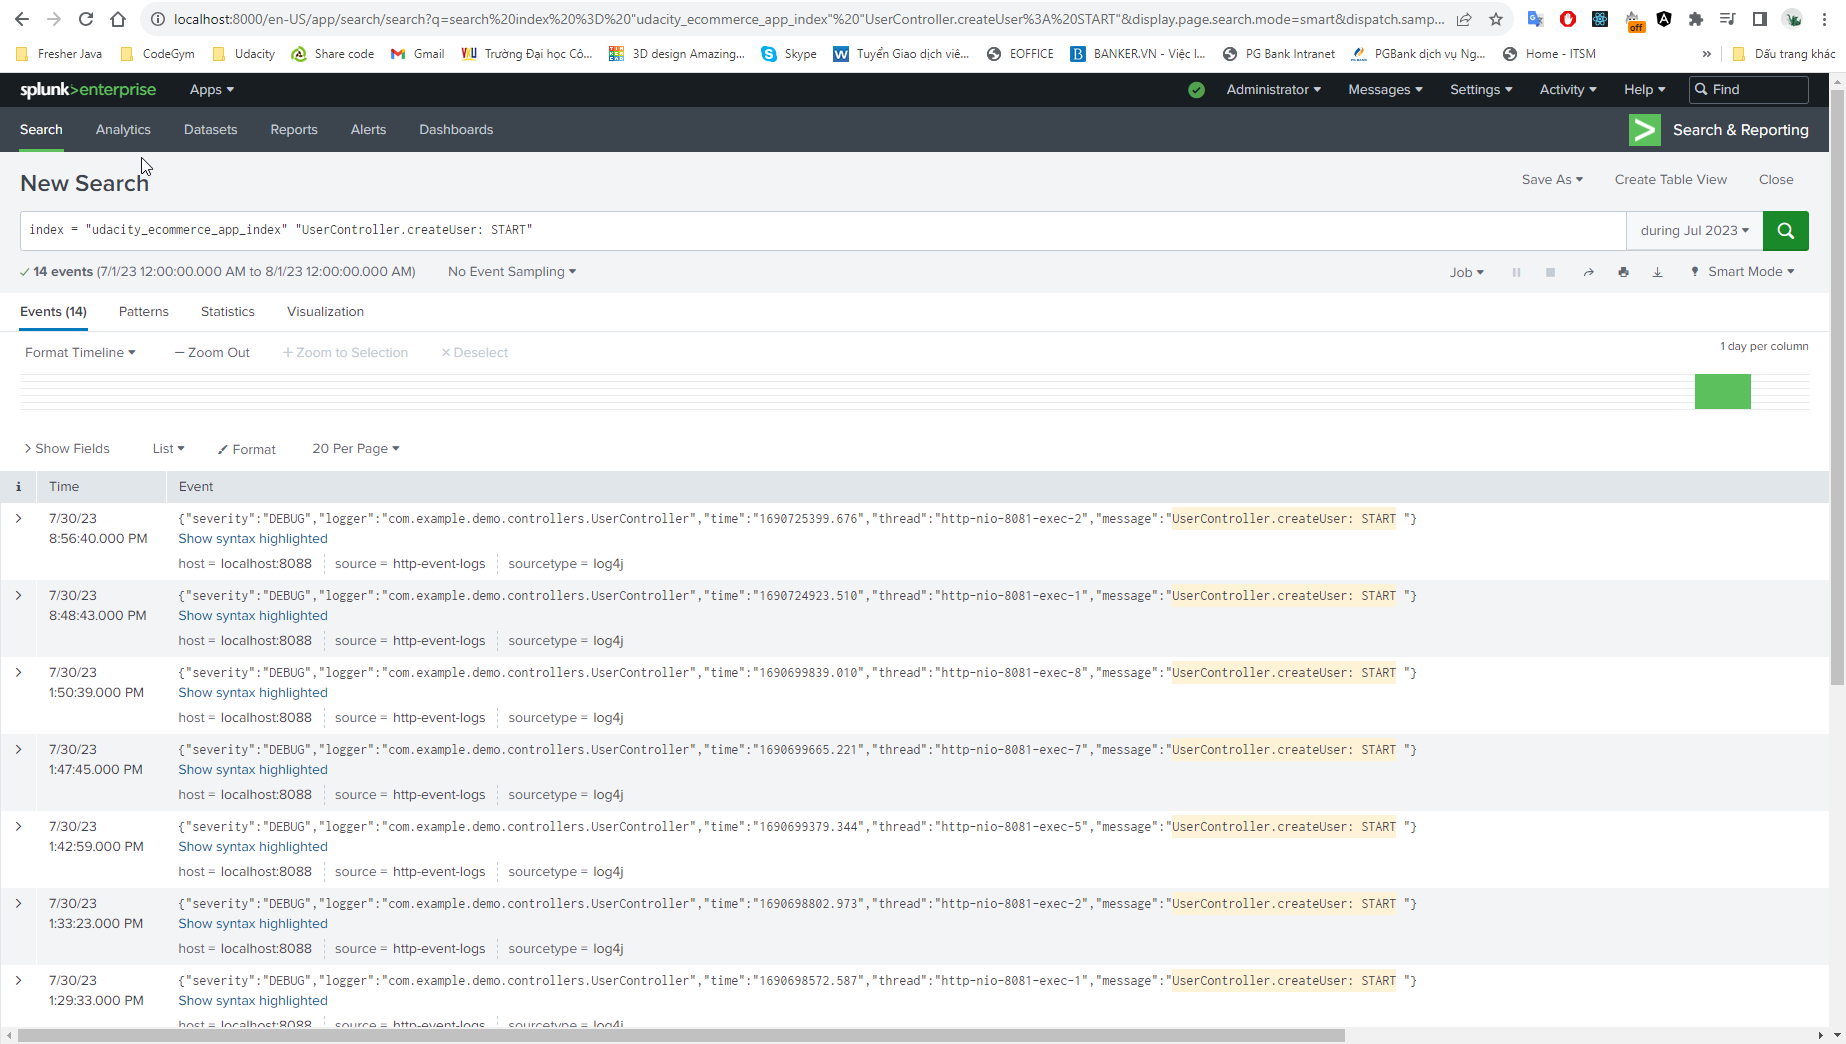 localhost:8000/en-US/app/search/search?q=search%20index%20%3D%20"udacity_ecommerce_app_index"%20"UserController.createUser%3A%20START"&display.page.search.mode=smart&dispatch.samp...
off
Fresher Java CodeGym Udacity Share code Gmail Trường Đại học Cô... 3D design Amazing... Skype Tuyển Giao dịch viê... EOFFICE BANKER.VN - Việc l... PG Bank Intranet PGBank dịch vụ Ng... Home - ITSM » Dấu trang khác
splunk>enterprise Apps Administrator Messages Settings Activity Help Find
Search Analytics Datasets Reports Alerts Dashboards Search & Reporting
New Search Save As Create Table View Close
index = "udacity_ecommerce_app_index" "UserController.createUser: START" during Jul 2023
14 events (7/1/23 12:00:00.000 AM to 8/1/23 12:00:00.000 AM) No Event Sampling Job Smart Mode
Events (14) Patterns Statistics Visualization
Format Timeline — Zoom Out + Zoom to Selection × Deselect 1 day per column
> Show Fields List Format 20 Per Page
i Time Event
7/30/23 {"severity":"DEBUG","logger":"com.example.demo.controllers.UserController","time":"1690725399.676","thread":"http-nio-8081-exec-2","message":"UserController.createUser: START "}
8:56:40.000 PM Show syntax highlighted
host = localhost:8088 source = http-event-logs sourcetype = log4j
7/30/23 {"severity":"DEBUG","logger":"com.example.demo.controllers.UserController","time":"1690724923.510","thread":"http-nio-8081-exec-1","message":"UserController.createUser: START "}
8:48:43.000 PM Show syntax highlighted
host = localhost:8088 source = http-event-logs sourcetype = log4j
7/30/23 {"severity":"DEBUG","logger":"com.example.demo.controllers.UserController","time":"1690699839.010","thread":"http-nio-8081-exec-8","message":"UserController.createUser: START "}
1:50:39.000 PM Show syntax highlighted
host = localhost:8088 source = http-event-logs sourcetype = log4j
7/30/23 {"severity":"DEBUG","logger":"com.example.demo.controllers.UserController","time":"1690699665.221","thread":"http-nio-8081-exec-7","message":"UserController.createUser: START "}
1:47:45.000 PM Show syntax highlighted
host = localhost:8088 source = http-event-logs sourcetype = log4j
7/30/23 {"severity":"DEBUG","logger":"com.example.demo.controllers.UserController","time":"1690699379.344","thread":"http-nio-8081-exec-5","message":"UserController.createUser: START "}
1:42:59.000 PM Show syntax highlighted
host = localhost:8088 source = http-event-logs sourcetype = log4j
7/30/23 {"severity":"DEBUG","logger":"com.example.demo.controllers.UserController","time":"1690698802.973","thread":"http-nio-8081-exec-2","message":"UserController.createUser: START "}
1:33:23.000 PM Show syntax highlighted
host = localhost:8088 source = http-event-logs sourcetype = log4j
7/30/23 {"severity":"DEBUG","logger":"com.example.demo.controllers.UserController","time":"1690698572.587","thread":"http-nio-8081-exec-1","message":"UserController.createUser: START "}
1:29:33.000 PM Show syntax highlighted
host = localhost:8088 source = http-event-logs sourcetype = log4j